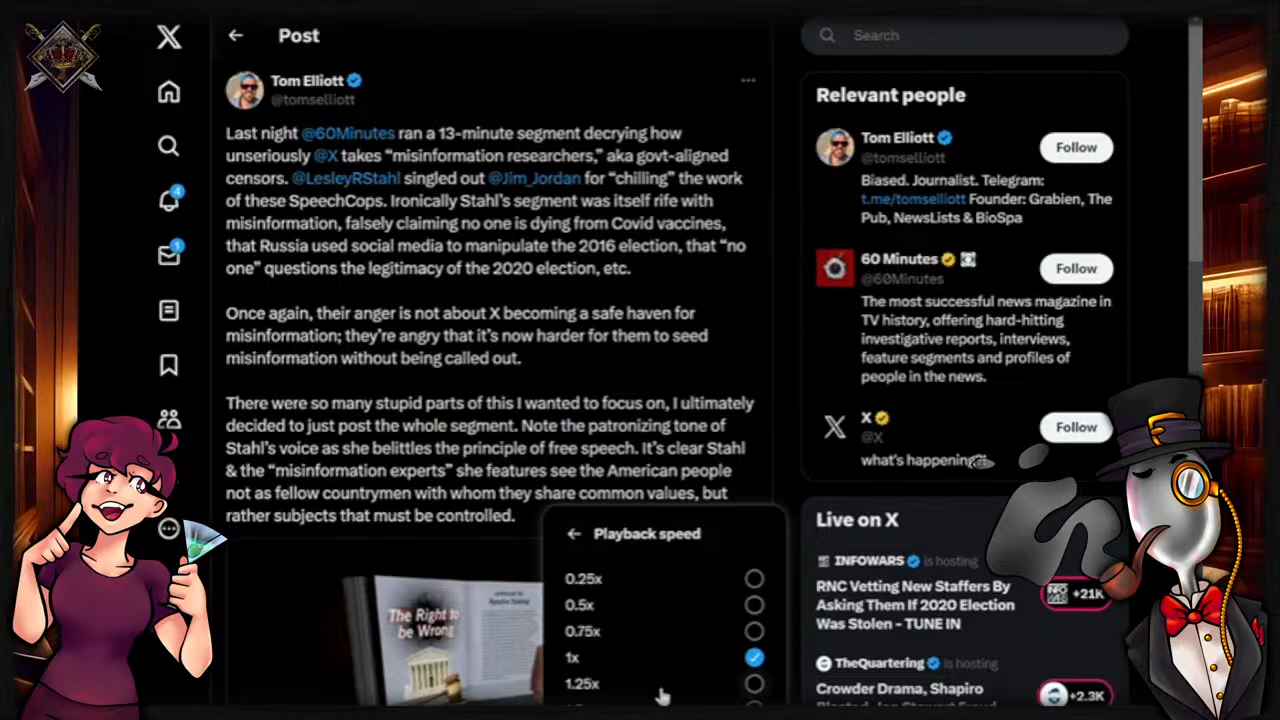 Post
Search
Tom Elliott
@tomselliott
Last night @60Minutes ran a 13-minute segment decrying how
unseriously @X takes “misinformation researchers,” aka govt-aligned
censors. @LesleyRStahl singled out @Jim_Jordan for “chilling” the work
of these SpeechCops. Ironically Stahl’s segment was itself rife with
misinformation, falsely claiming no one is dying from Covid vaccines,
that Russia used social media to manipulate the 2016 election, that “no
one” questions the legitimacy of the 2020 election, etc.
Once again, their anger is not about X becoming a safe haven for
misinformation; they’re angry that it’s now harder for them to seed
misinformation without being called out.
There were so many stupid parts of this I wanted to focus on, I ultimately
decided to just post the whole segment. Note the patronizing tone of
Stahl’s voice as she belittles the principle of free speech. It’s clear Stahl
& the “misinformation experts” she features see the American people
not as fellow countrymen with whom they share common values, but
rather subjects that must be controlled.
The Right to
be Wrong
Playback speed
0.25x
0.5x
0.75x
1x
1.25x
4
1
Relevant people
Tom Elliott
@tomselliott
Follow
Biased. Journalist. Telegram:
t.me/tomselliott Founder: Grabien, The
Pub, NewsLists & BioSpa
60 Minutes
@60Minutes
Follow
The most successful news magazine in
TV history, offering hard-hitting
investigative reports, interviews,
feature segments and profiles of
people in the news.
X
@X
Follow
what's happening
Live on X
INFOWARS is hosting
RNC Vetting New Staffers By
Asking Them If 2020 Election
Was Stolen - TUNE IN
+21K
TheQuartering is hosting
Crowder Drama, Shapiro
+2.3K